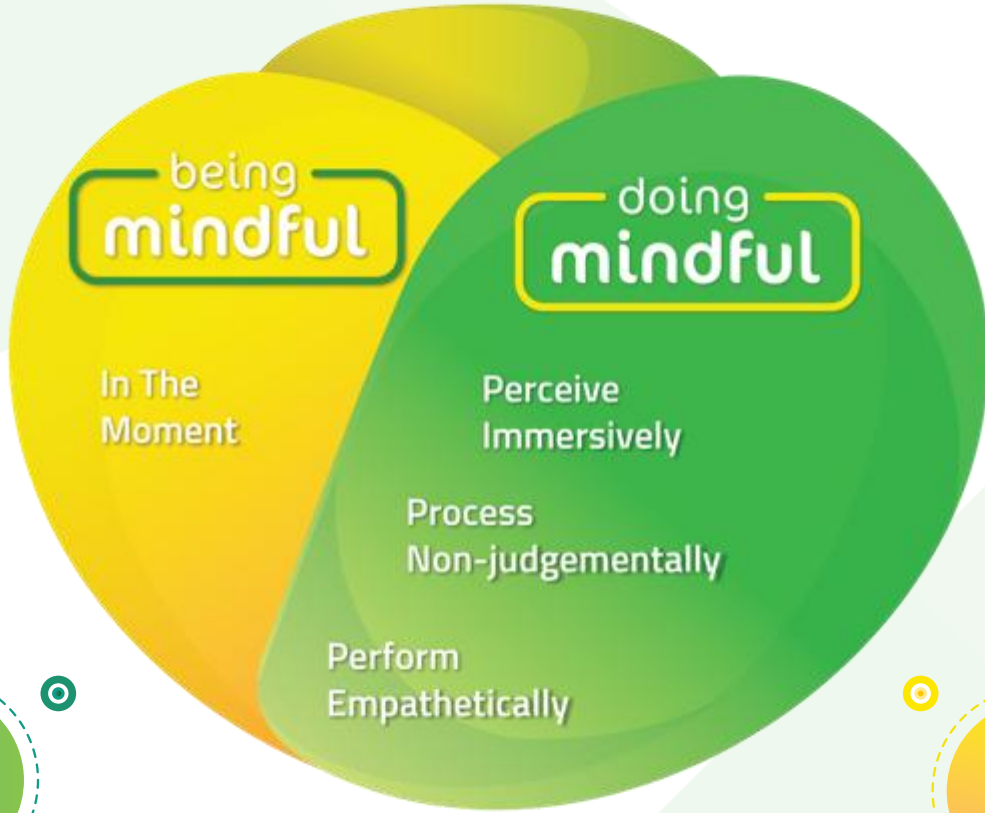 being
mindful
In The
Moment
doing
mindful
Perceive
Immersively
Process
Non-judgementally
Perform
Empathetically